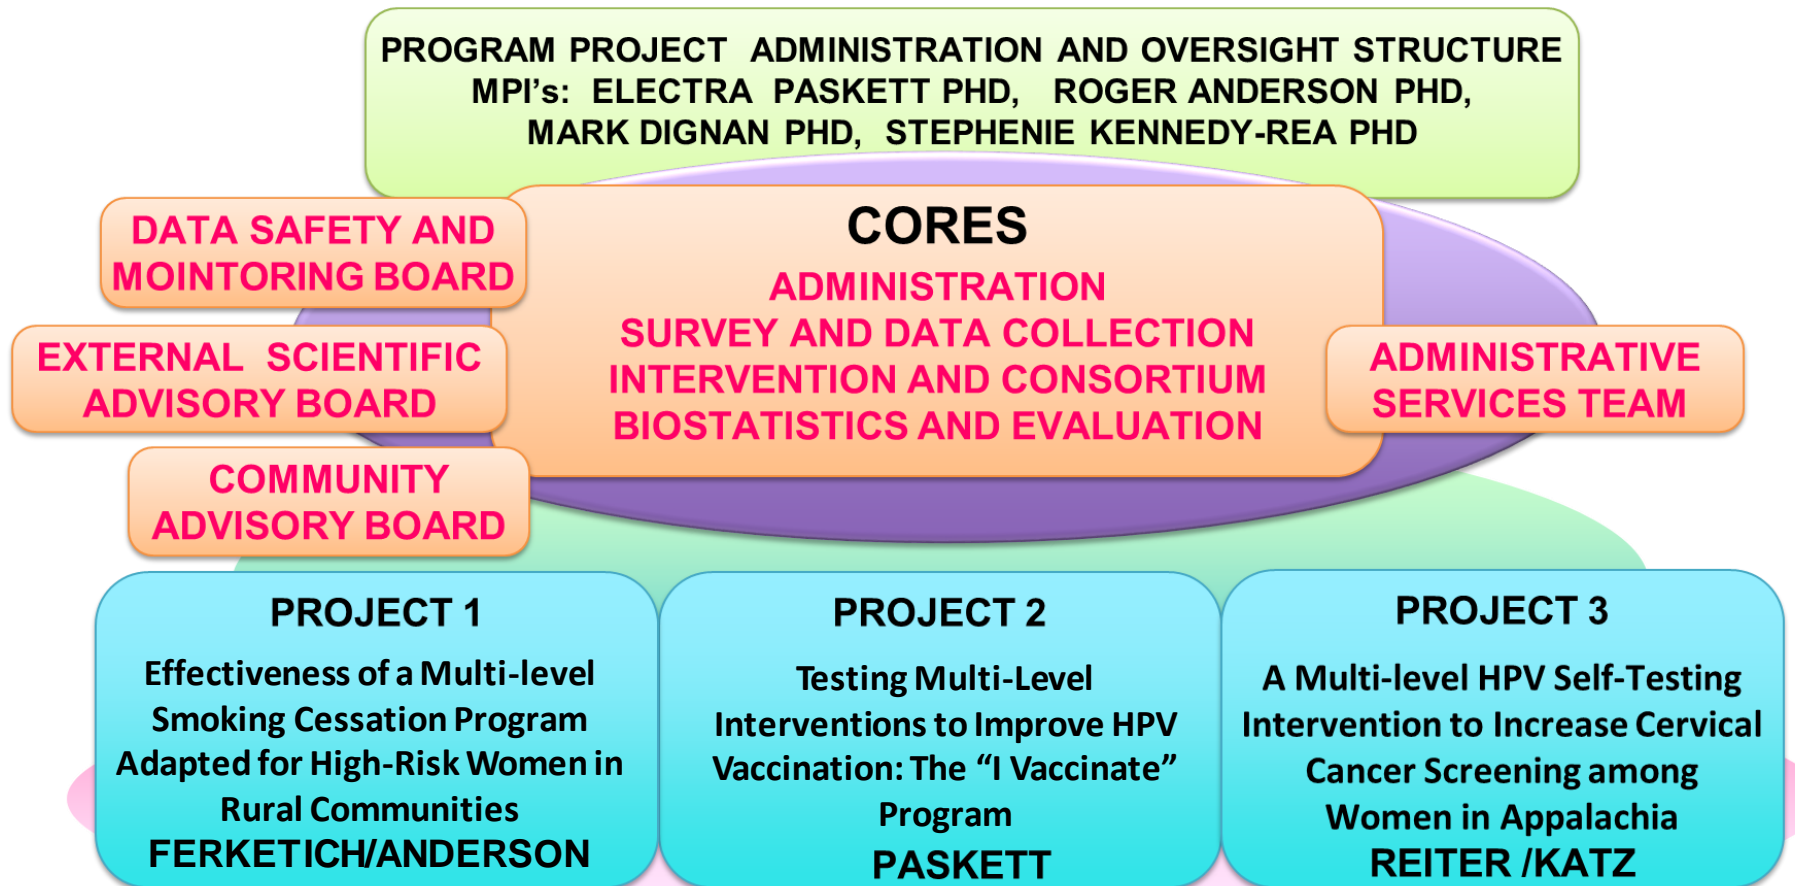 PROGRAM PROJECT ADMINISTRATION AND OVERSIGHT STRUCTURE
MPI's: ELECTRA PASKETT PHD, ROGER ANDERSON PHD,
MARK DIGNAN PHD, STEPHENIE KENNEDY-REA PHD
DATA SAFETY AND
MOINTORING BOARD
EXTERNAL SCIENTIFIC
ADVISORY BOARD
COMMUNITY
ADVISORY BOARD
CORES
ADMINISTRATION
SURVEY AND DATA COLLECTION
INTERVENTION AND CONSORTIUM
BIOSTATISTICS AND EVALUATION
ADMINISTRATIVE
SERVICES TEAM
PROJECT 1
Effectiveness of a Multi-level
Smoking Cessation Program
Adapted for High-Risk Women in
Rural Communities
FERKETICH/ANDERSON
PROJECT 2
Testing Multi-Level
Interventions to Improve HPV
Vaccination: The “I Vaccinate”
Program
PASKETT
PROJECT 3
A Multi-level HPV Self-Testing
Intervention to Increase Cervical
Cancer Screening among
Women in Appalachia
REITER /KATZ